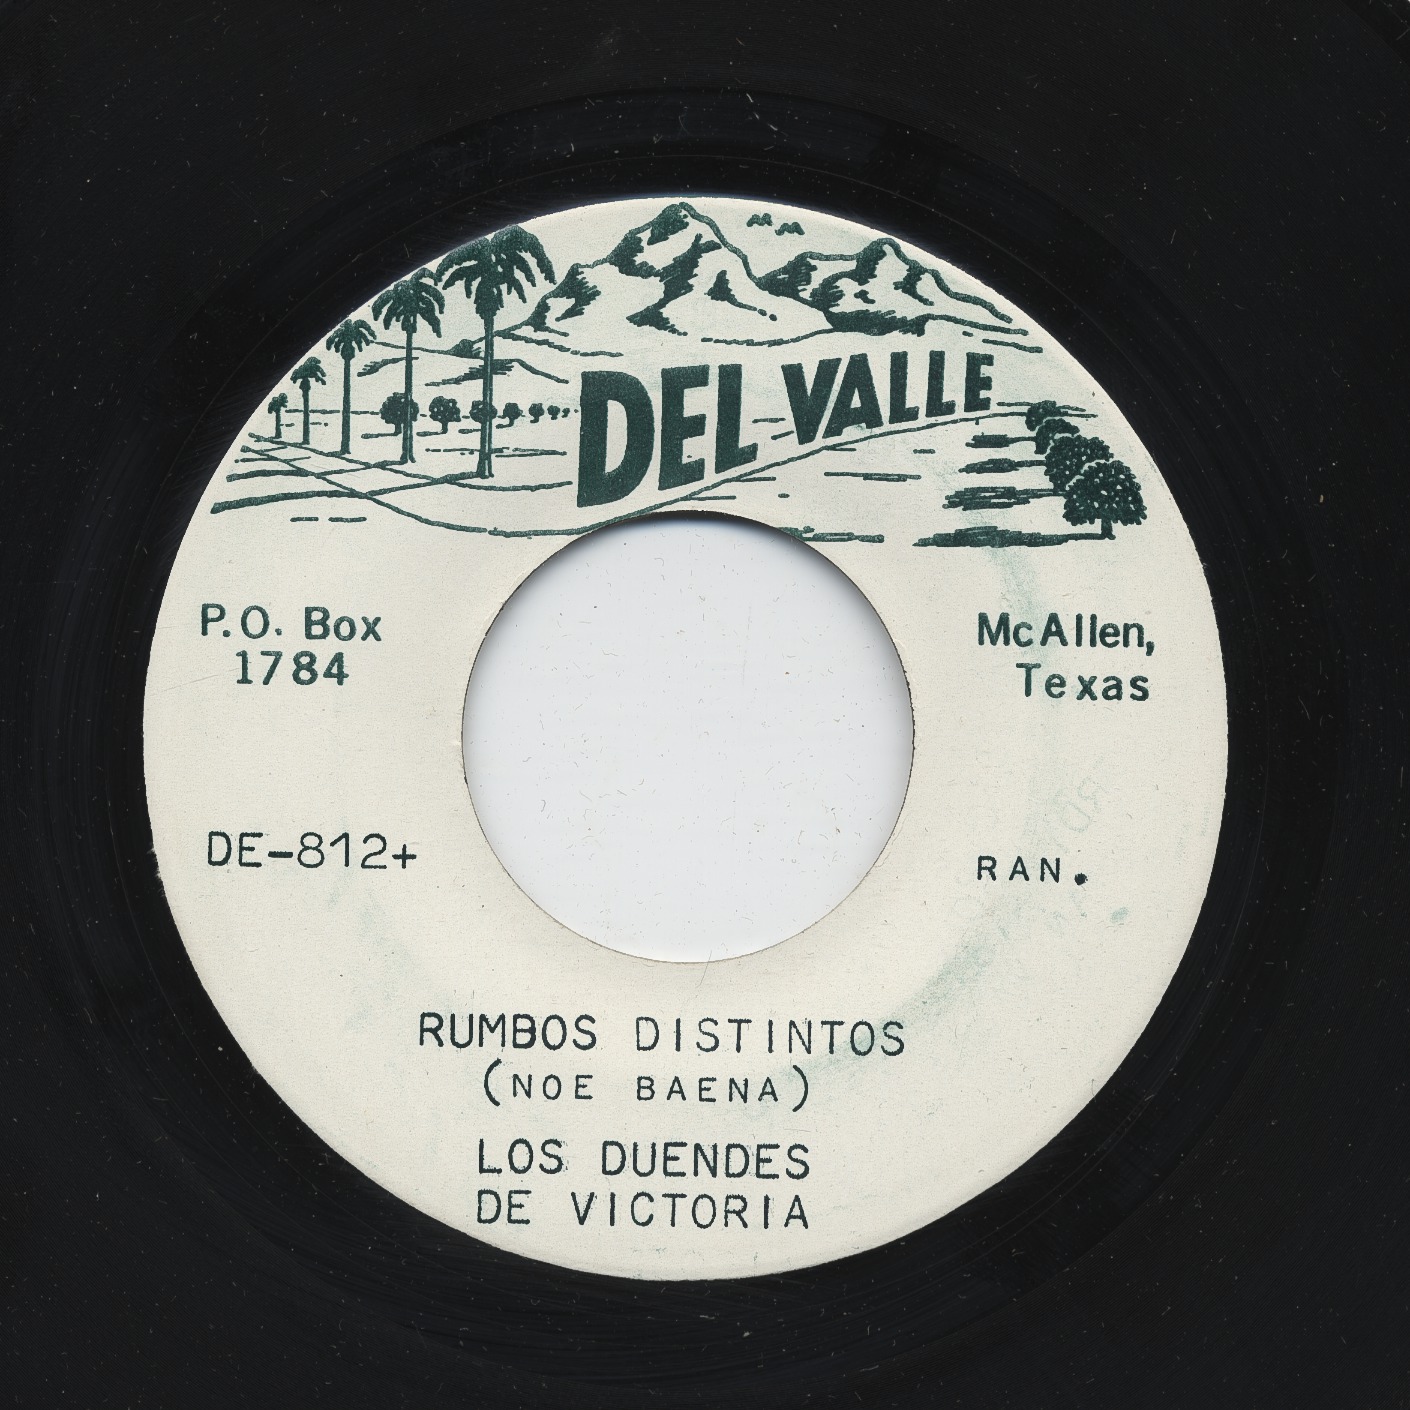 DEL VALLE
P.O. Box
1784
McAllen,
Texas
DE-812+
RAN.
RUMBOS DISTINTOS
(NOE BAENA)
LOS DUENDES
DE VICTORIA